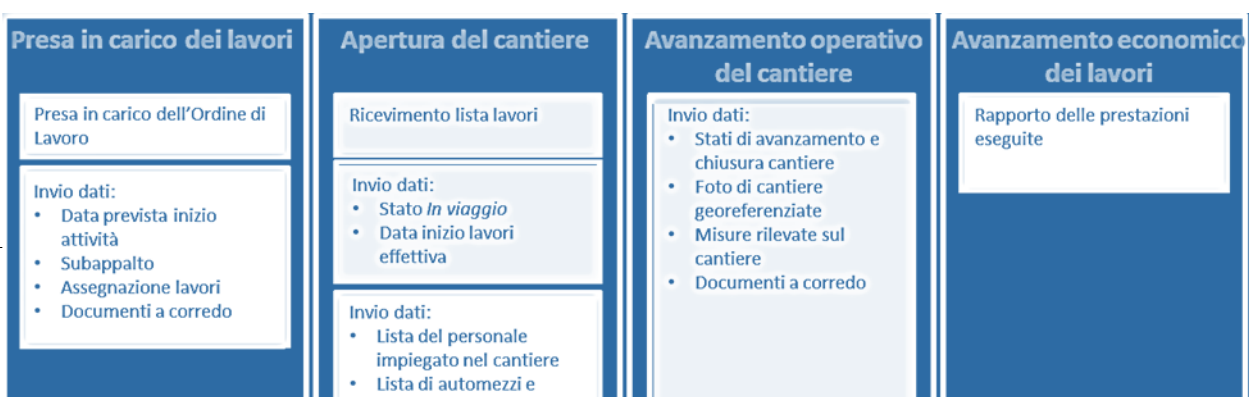 Presa in carico dei lavori
Presa in carico dell'Ordine di
Lavoro
Invio dati:
• Data prevista inizio
attività
• Subappalto
• Assegnazione lavori
• Documenti a corredo
Apertura del cantiere
Ricevimento lista lavori
Invio dati:
• Stato In viaggio
• Data inizio lavori
effettiva
Invio dati:
• Lista del personale
impiegato nel cantiere
• Lista di automezzi e
Avanzamento operativo
del cantiere
Invio dati:
• Stati di avanzamento e
chiusura cantiere
• Foto di cantiere
georeferenziate
• Misure rilevate sul
cantiere
• Documenti a corredo
Avanzamento economico
dei lavori
Rapporto delle prestazioni
eseguite